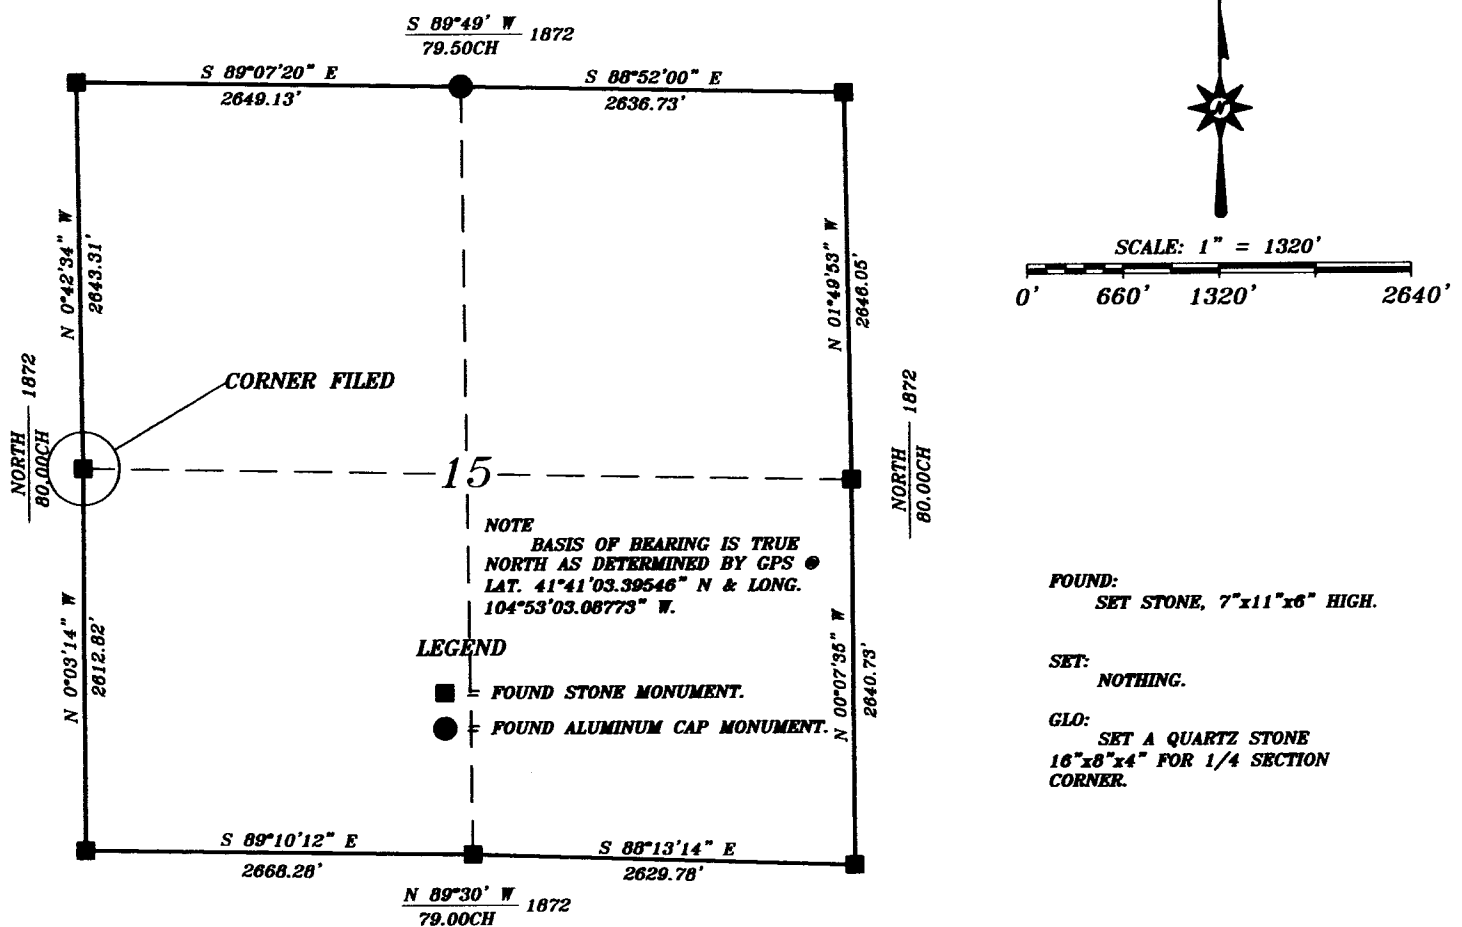 S 89°49' W
79.50CH
1872
S 89°07'20" E
2649.13'
S 88°52'00" E
2636.73'
N
SCALE: 1" = 1320'
0' 660' 1320' 2640'
N 0°42'34" W
2643.31'
N 01°49'53" W
2646.05'
CORNER FILED
NORTH
80.00CH
1872
NORTH
80.00CH
1872
15
NOTE
BASIS OF BEARING IS TRUE
NORTH AS DETERMINED BY GPS @
LAT. 41°41'03.39546" N & LONG.
104°53'03.08773" W.
LEGEND
= FOUND STONE MONUMENT.
= FOUND ALUMINUM CAP MONUMENT.
N 0°03'14" W
2612.82'
N 00°07'35" W
2640.73'
FOUND:
SET STONE, 7"x11"x6" HIGH.
SET:
NOTHING.
GLO:
SET A QUARTZ STONE
16"x8"x4" FOR 1/4 SECTION
CORNER.
S 89°10'12" E
2668.28'
S 88°13'14" E
2629.78'
N 89°30' W
79.00CH
1872